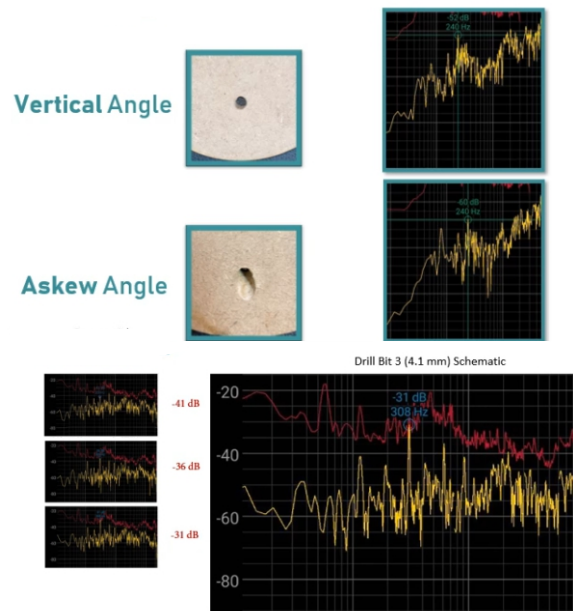 -52 dB
240 Hz
Vertical Angle
-60 dB
240 Hz
Askew Angle
Drill Bit 3 (4.1 mm) Schematic
-41 dB
-36 dB
-31 dB
-20
-31 dB
308 Hz
-40
-60
-80